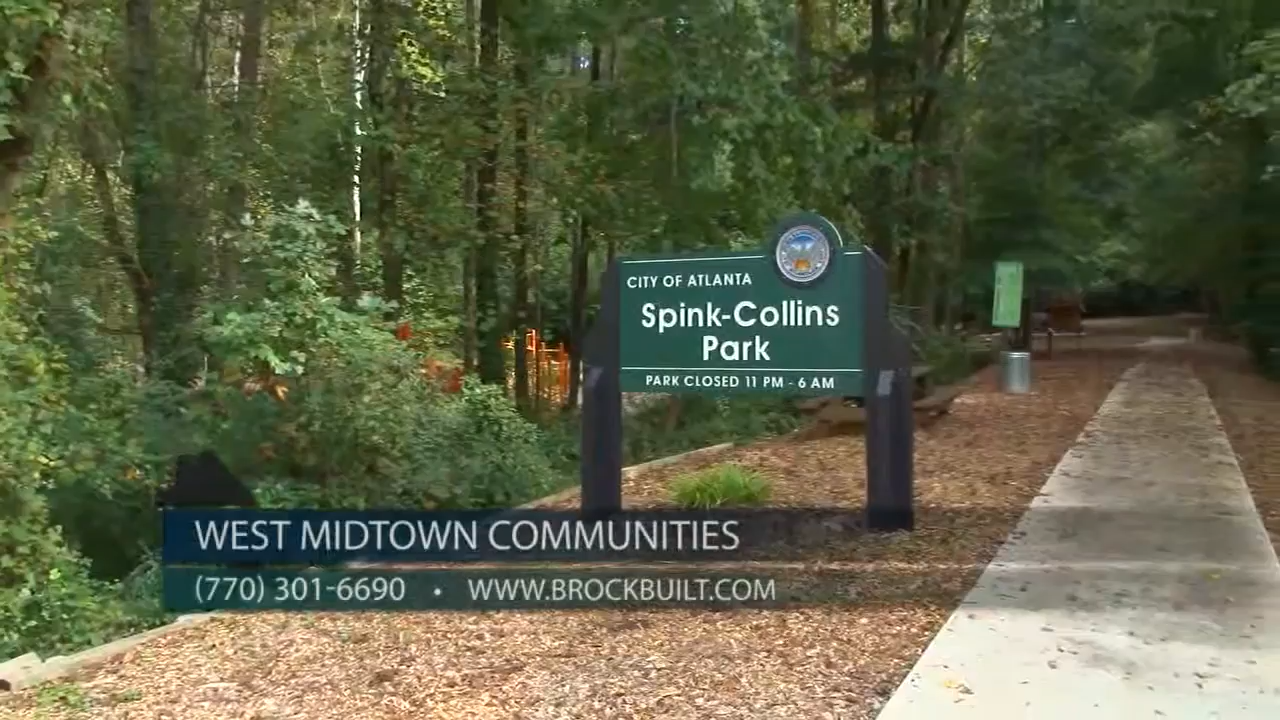 CITY OF ATLANTA
Spink-Collins
Park
PARK CLOSED 11 PM - 6 AM
WEST MIDTOWN COMMUNITIES
(770) 301-6690 • WWW.BROCKBUILT.COM